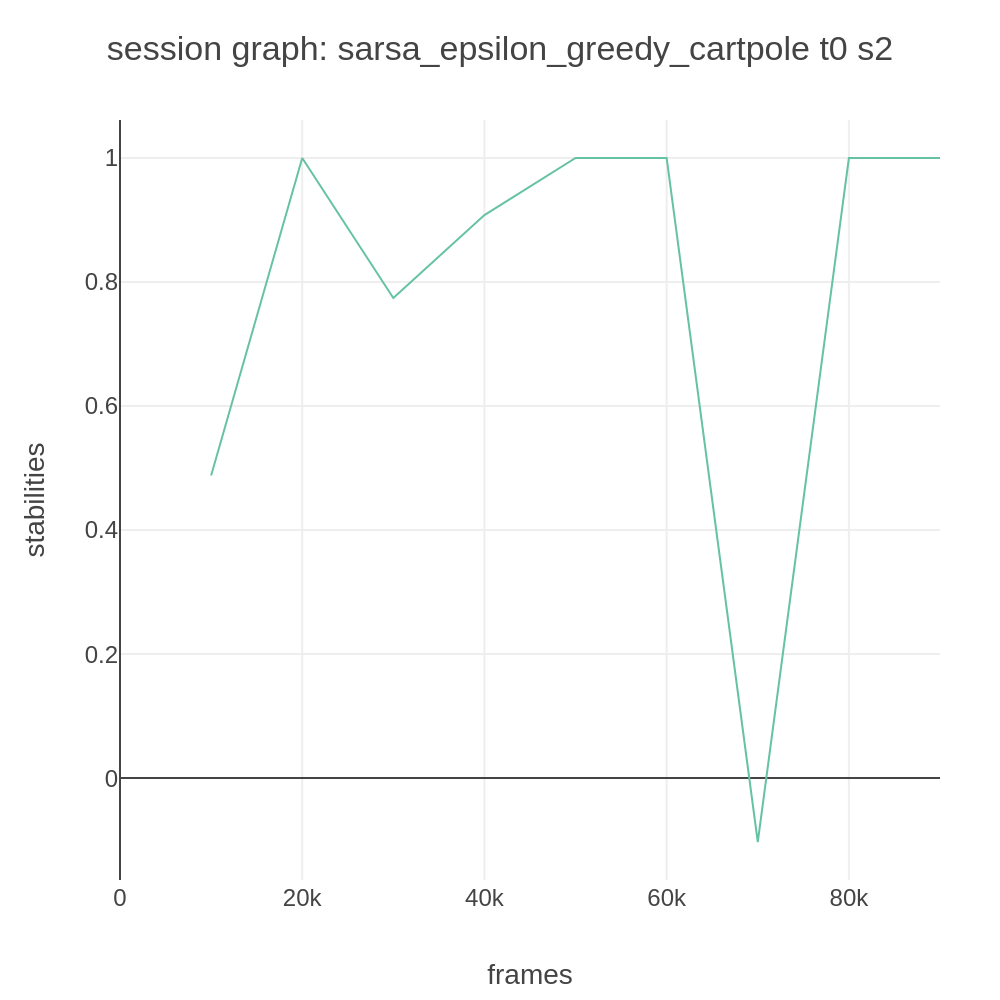 session graph: sarsa_epsilon_greedy_cartpole t0 s2
1
0.8
0.6
0.4
0.2
0
stabilities
0
20k
40k
60k
80k
frames